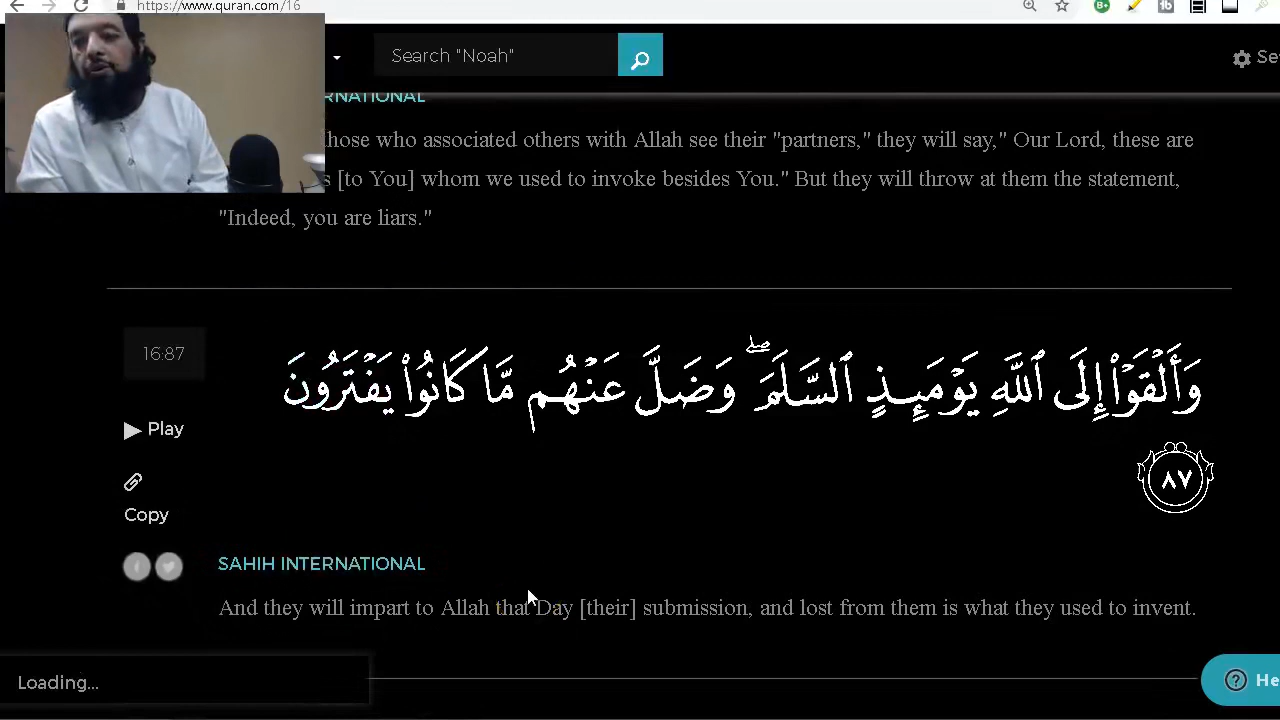 https://www.quran.com/16
Search "Noah"
RNATIONAL
hose who associated others with Allah see their "partners," they will say," Our Lord, these are
s [to You] whom we used to invoke besides You." But they will throw at them the statement,
"Indeed, you are liars."
16:87
وَأَلْقَوْا۟ إِلَى ٱللَّهِ يَوْمَئِذٍ ٱلسَّلَمَ ۖ وَضَلَّ عَنْهُم مَّا كَانُوا۟ يَفْتَرُونَ
٨٧
Play
Copy
SAHIH INTERNATIONAL
And they will impart to Allah that Day [their] submission, and lost from them is what they used to invent.
Loading...